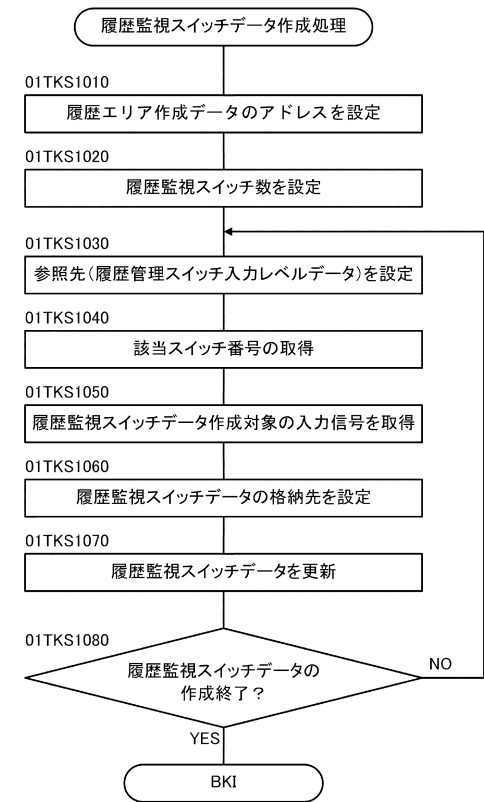 履歴監視スイッチデータ作成処理
01TKS1010
履歴エリア作成データのアドレスを設定
01TKS1020
履歴監視スイッチ数を設定
01TKS1030
参照先(履歴管理スイッチ入力レベルデータ)を設定
01TKS1040
該当スイッチ番号の取得
01TKS1050
履歴監視スイッチデータ作成対象の入力信号を取得
01TKS1060
履歴監視スイッチデータの格納先を設定
01TKS1070
履歴監視スイッチデータを更新
01TKS1080
履歴監視スイッチデータの
作成終了?
NO
YES
BKI